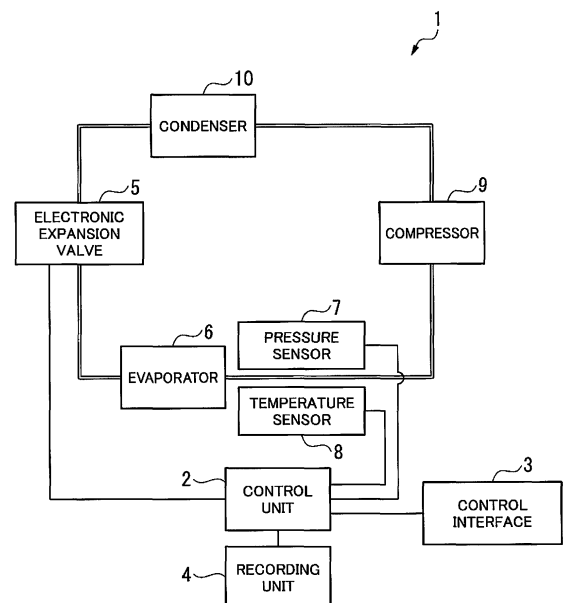 1
10
CONDENSER
5
ELECTRONIC
EXPANSION
VALVE
9
COMPRESSOR
7
PRESSURE
SENSOR
6
EVAPORATOR
TEMPERATURE
SENSOR
8
2
CONTROL
UNIT
3
CONTROL
INTERFACE
4
RECORDING
UNIT